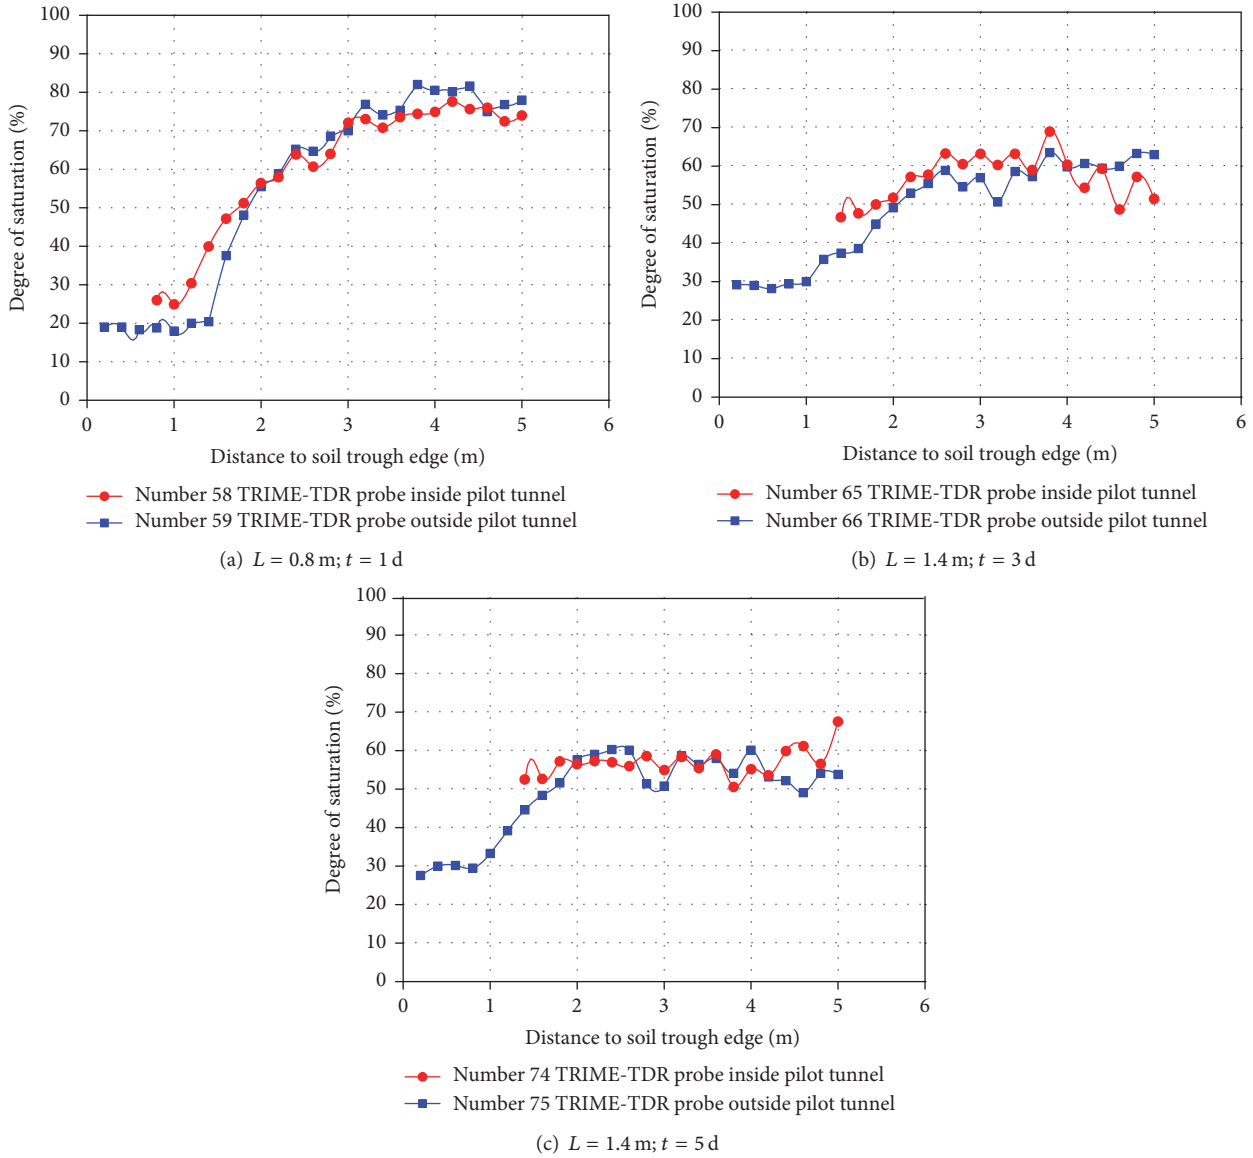 100
90
80
70
60
50
40
30
20
10
0
Degree of saturation (%)
0 1 2 3 4 5 6
Distance to soil trough edge (m)
Number 58 TRIME-TDR probe inside pilot tunnel
Number 59 TRIME-TDR probe outside pilot tunnel
(a) L = 0.8 m; t = 1 d
100
90
80
70
60
50
40
30
20
10
0
Degree of saturation (%)
0 1 2 3 4 5 6
Distance to soil trough edge (m)
Number 65 TRIME-TDR probe inside pilot tunnel
Number 66 TRIME-TDR probe outside pilot tunnel
(b) L = 1.4 m; t = 3 d
100
90
80
70
60
50
40
30
20
10
0
Degree of saturation (%)
0 1 2 3 4 5 6
Distance to soil trough edge (m)
Number 74 TRIME-TDR probe inside pilot tunnel
Number 75 TRIME-TDR probe outside pilot tunnel
(c) L = 1.4 m; t = 5 d